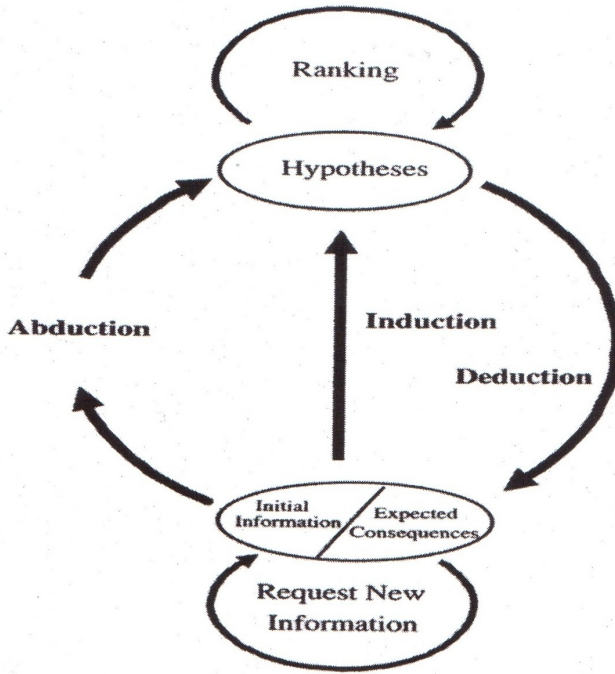 Ranking
Hypotheses
Abduction
Induction
Deduction
Initial
Information
Expected
Consequences
Request New
Information